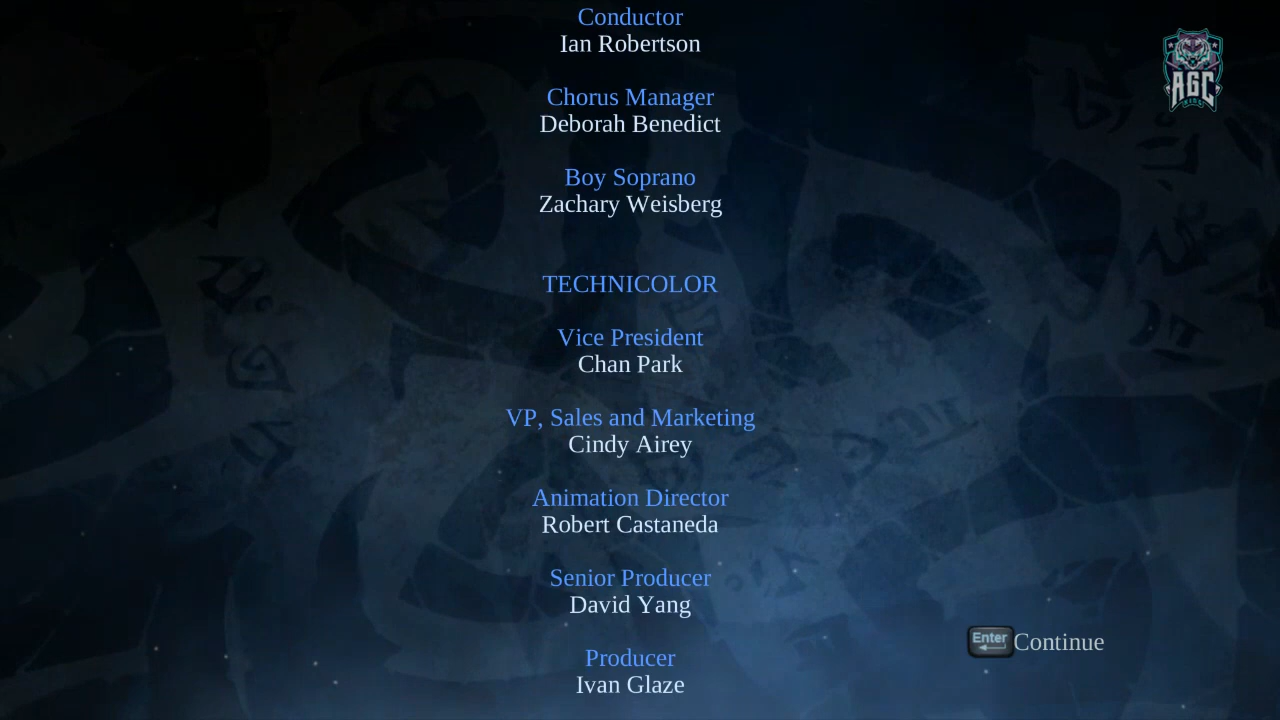 Conductor
Ian Robertson
Chorus Manager
Deborah Benedict
Boy Soprano
Zachary Weisberg
TECHNICOLOR
Vice President
Chan Park
VP, Sales and Marketing
Cindy Airey
Animation Director
Robert Castaneda
Senior Producer
David Yang
Producer
Ivan Glaze
Enter
Continue
AGC